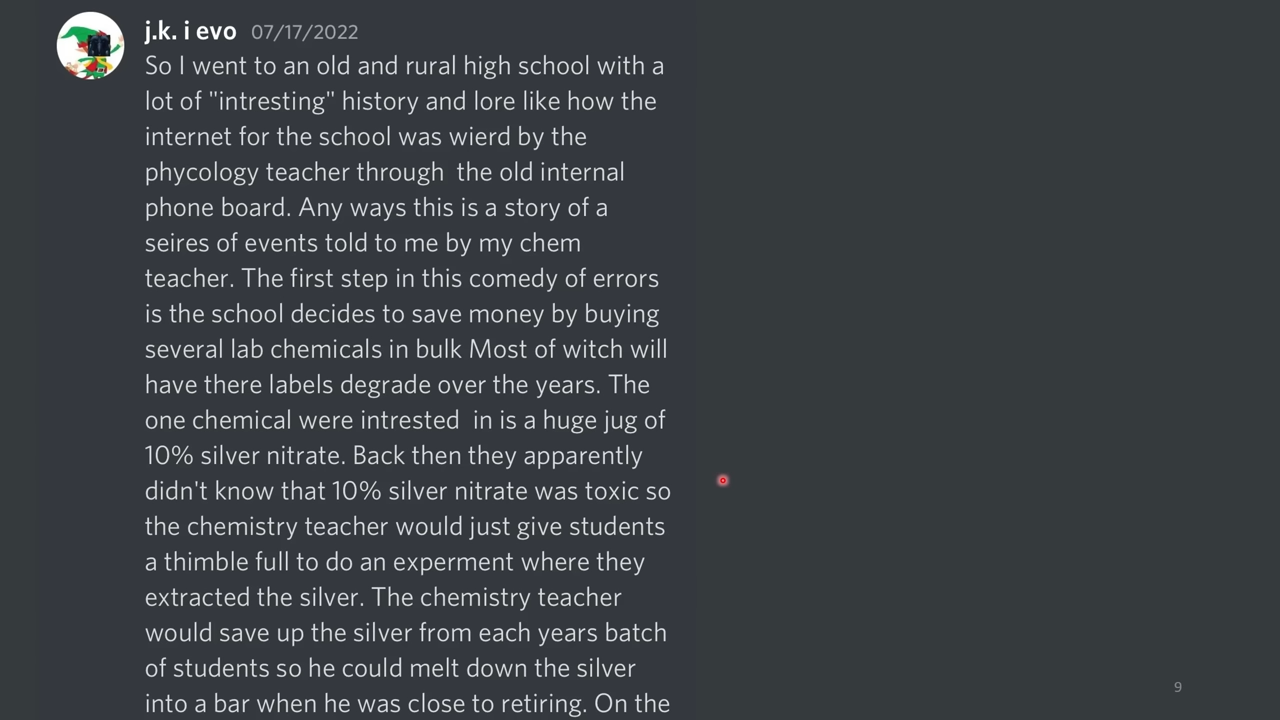 j.k. i evo 07/17/2022
So I went to an old and rural high school with a
lot of "intresting" history and lore like how the
internet for the school was wierd by the
phycology teacher through  the old internal
phone board. Any ways this is a story of a
seires of events told to me by my chem
teacher. The first step in this comedy of errors
is the school decides to save money by buying
several lab chemicals in bulk Most of witch will
have there labels degrade over the years. The
one chemical were intrested  in is a huge jug of
10% silver nitrate. Back then they apparently
didn't know that 10% silver nitrate was toxic so
the chemistry teacher would just give students
a thimble full to do an experment where they
extracted the silver. The chemistry teacher
would save up the silver from each years batch
of students so he could melt down the silver
into a bar when he was close to retiring. On the
9